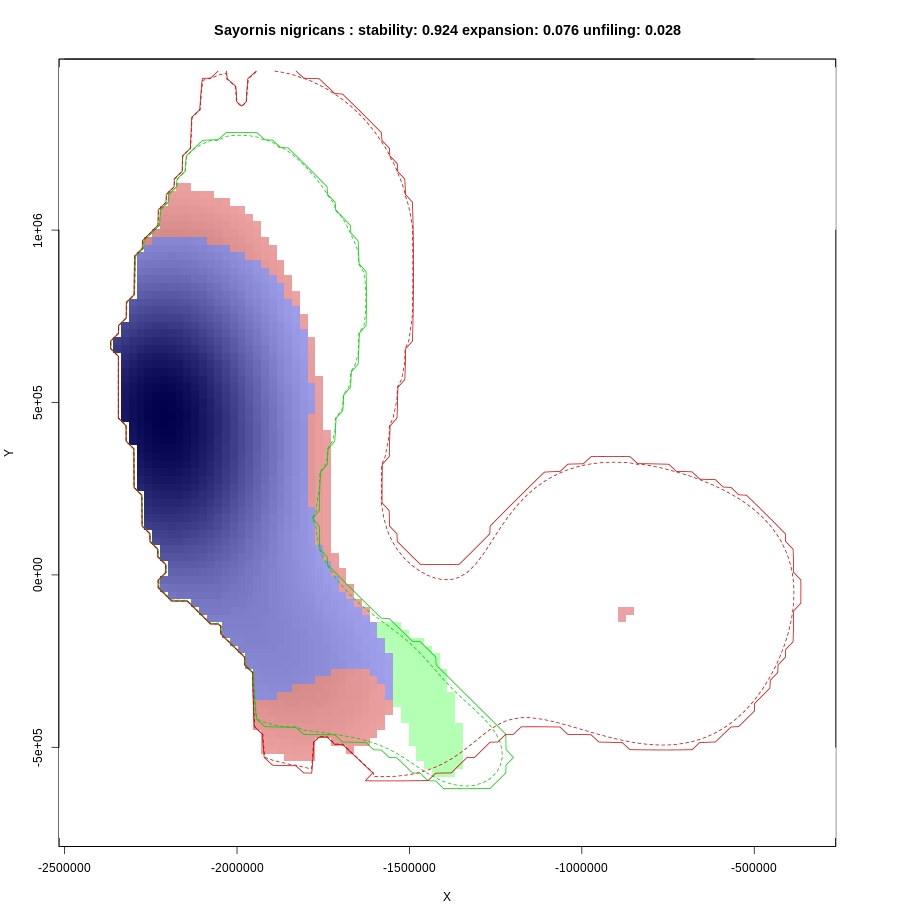 Sayornis nigricans : stability: 0.924 expansion: 0.076 unfiling: 0.028
1e+06
5e+05
0e+00
-5e+05
Y
-2500000 -2000000 -1500000 -1000000 -500000
X